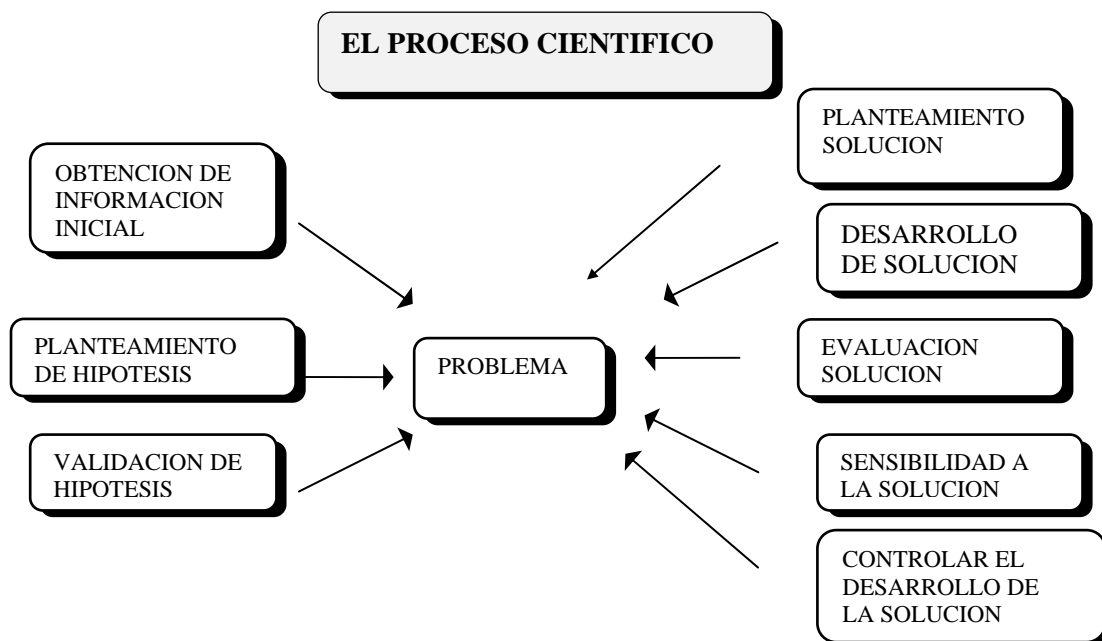 EL PROCESO CIENTIFICO
OBTENCION DE
INFORMACION
INICIAL
PLANTEAMIENTO
DE HIPOTESIS
VALIDACION DE
HIPOTESIS
PROBLEMA
PLANTEAMIENTO
SOLUCION
DESARROLLO
DE SOLUCION
EVALUACION
SOLUCION
SENSIBILIDAD A
LA SOLUCION
CONTROLAR EL
DESARROLLO DE
LA SOLUCION